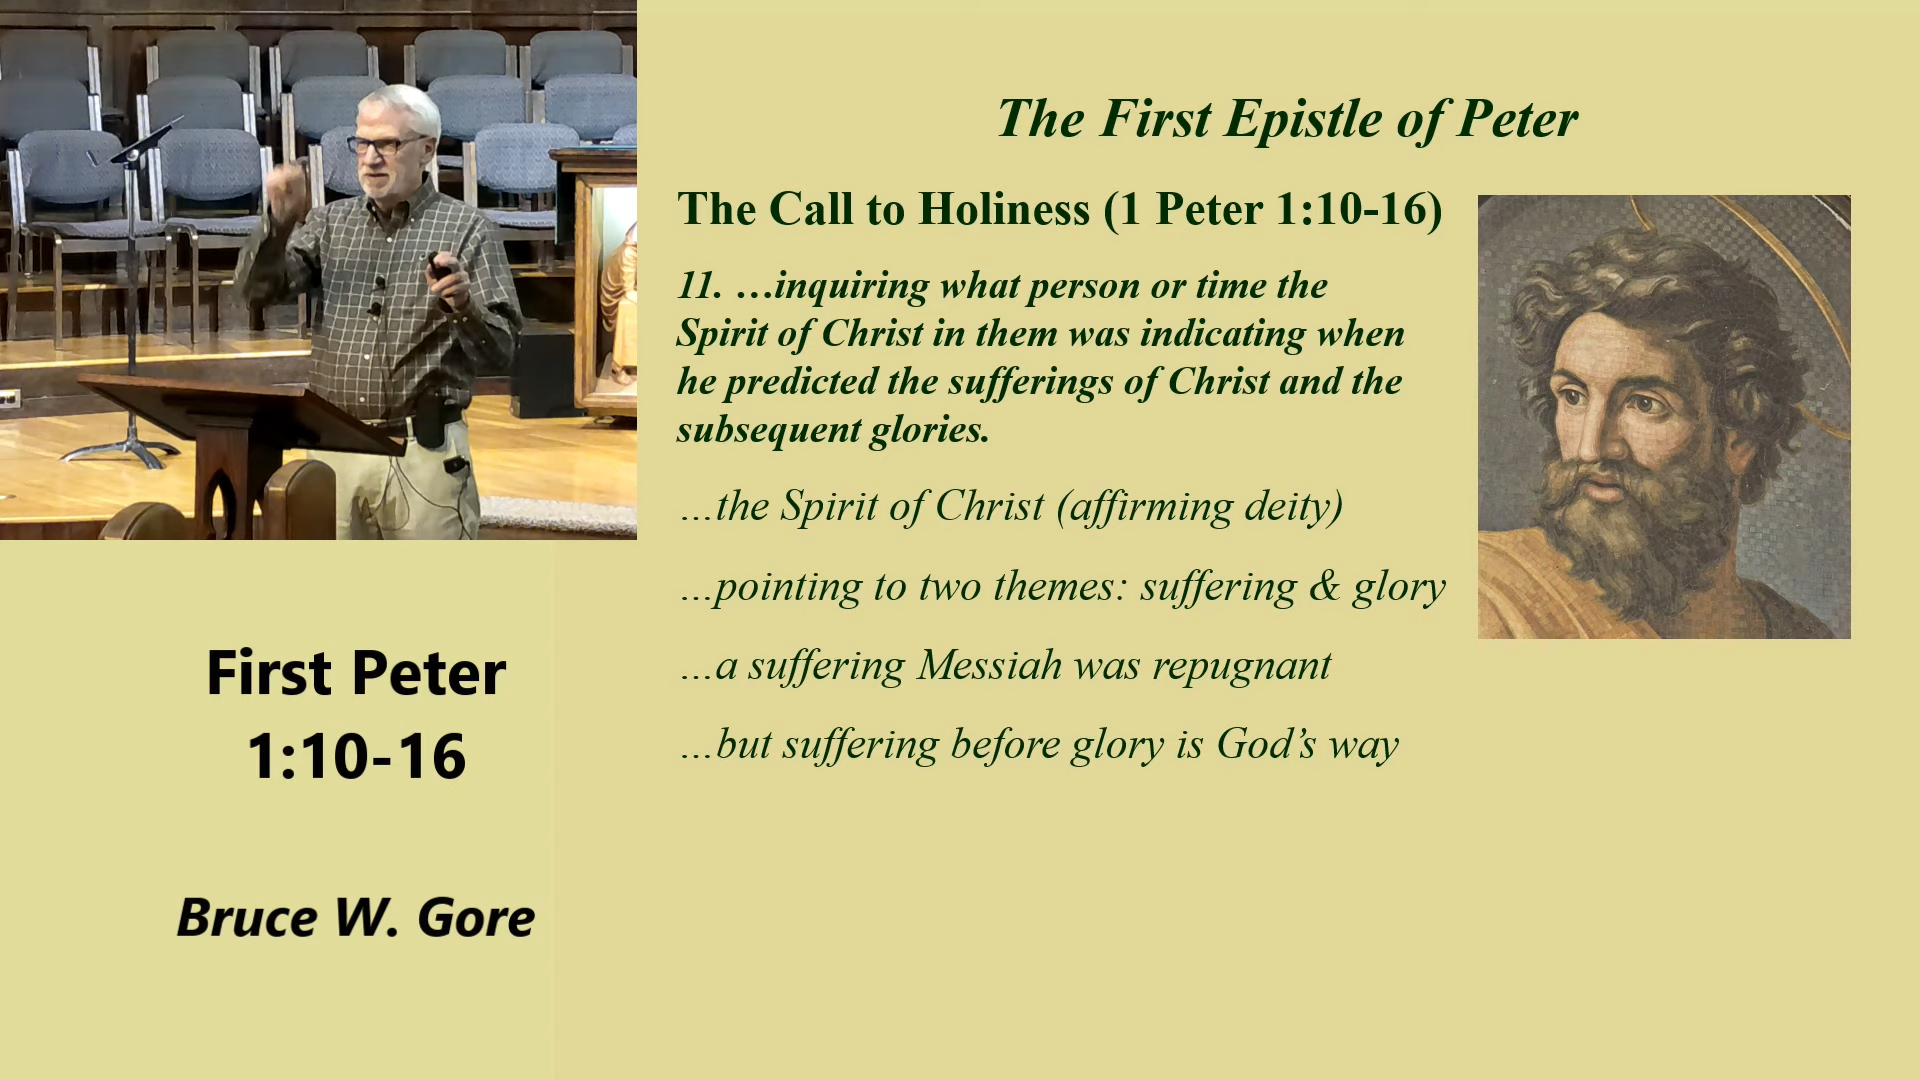 The First Epistle of Peter
The Call to Holiness (1 Peter 1:10-16)
11. …inquiring what person or time the
Spirit of Christ in them was indicating when
he predicted the sufferings of Christ and the
subsequent glories.
…the Spirit of Christ (affirming deity)
…pointing to two themes: suffering & glory
…a suffering Messiah was repugnant
…but suffering before glory is God’s way
First Peter
1:10-16
Bruce W. Gore